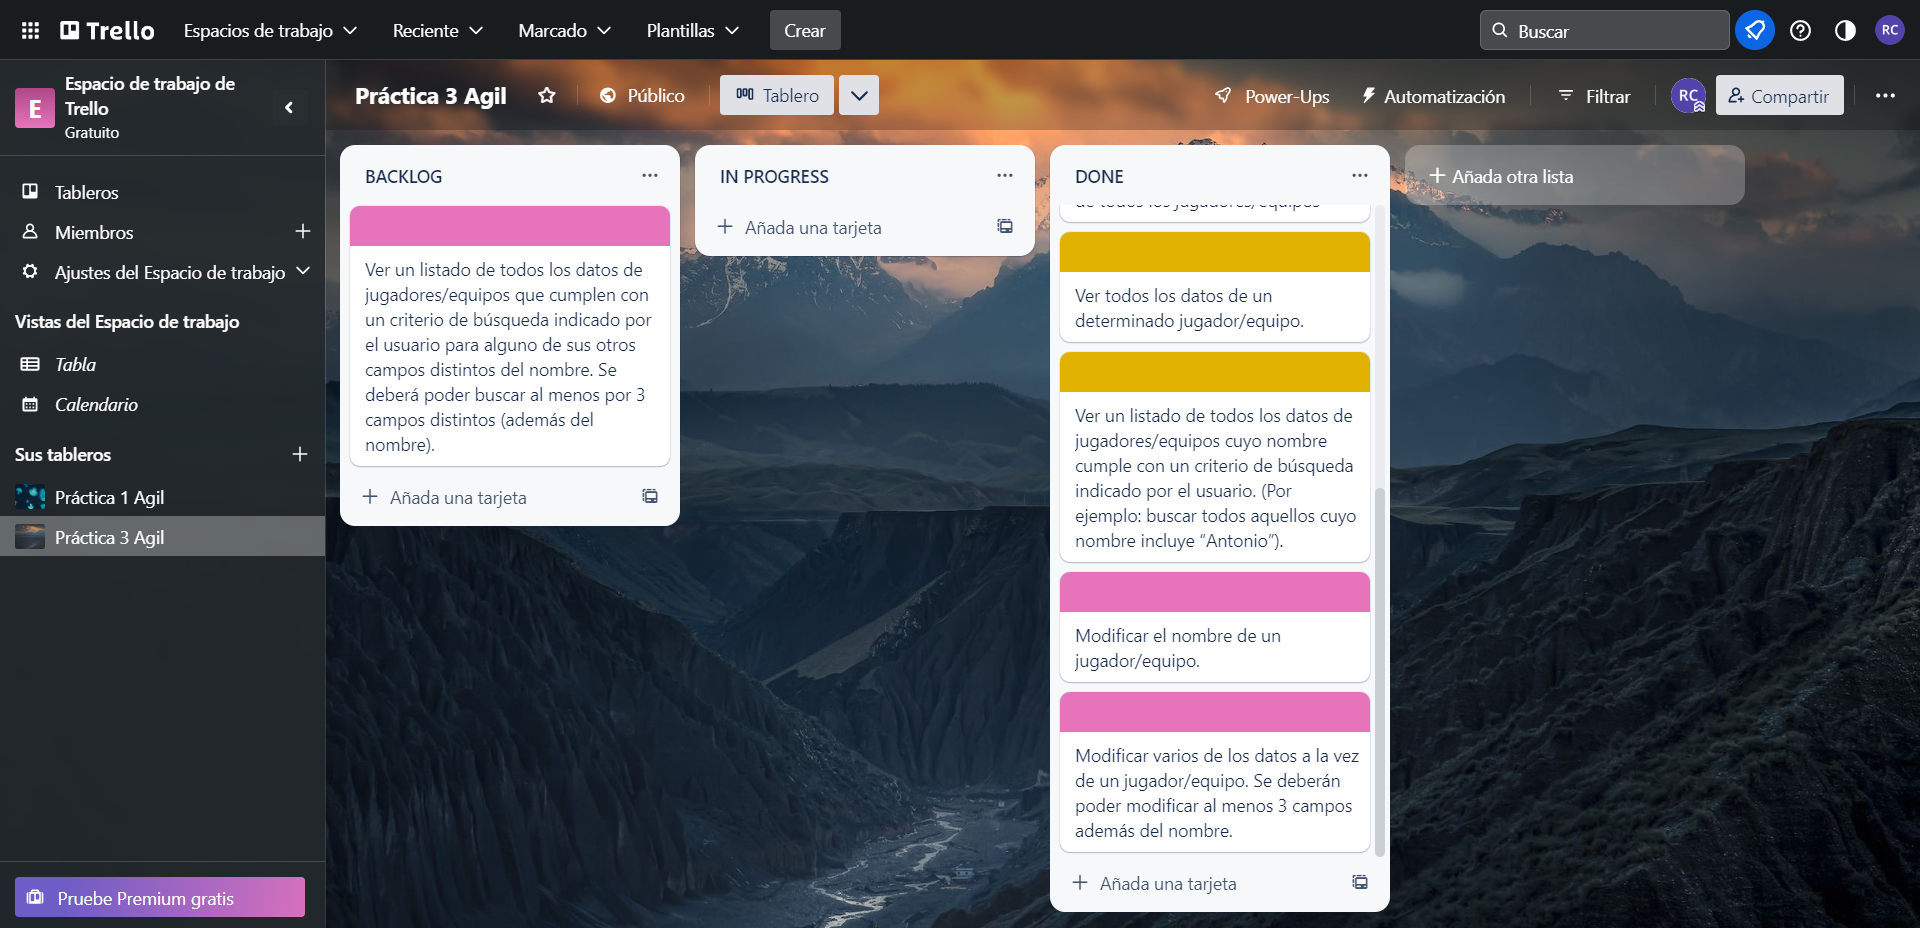 Trello
Espacios de trabajo
Reciente
Marcado
Plantillas
Crear
Buscar
RC
E
Espacio de trabajo de
Trello
Gratuito
Tableros
Miembros
Ajustes del Espacio de trabajo
Vistas del Espacio de trabajo
Tabla
Calendario
Sus tableros
Práctica 1 Agil
Práctica 3 Agil
Pruebe Premium gratis
Práctica 3 Agil
Público
Tablero
Power-Ups
Automatización
Filtrar
RC
Compartir
BACKLOG
Ver un listado de todos los datos de
jugadores/equipos que cumplen con
un criterio de búsqueda indicado por
el usuario para alguno de sus otros
campos distintos del nombre. Se
deberá poder buscar al menos por 3
campos distintos (además del
nombre).
Añada una tarjeta
IN PROGRESS
Añada una tarjeta
DONE
de todos los jugadores/equipos
Ver todos los datos de un
determinado jugador/equipo.
Ver un listado de todos los datos de
jugadores/equipos cuyo nombre
cumple con un criterio de búsqueda
indicado por el usuario. (Por
ejemplo: buscar todos aquellos cuyo
nombre incluye “Antonio”).
Modificar el nombre de un
jugador/equipo.
Modificar varios de los datos a la vez
de un jugador/equipo. Se deberán
poder modificar al menos 3 campos
además del nombre.
Añada una tarjeta
Añada otra lista